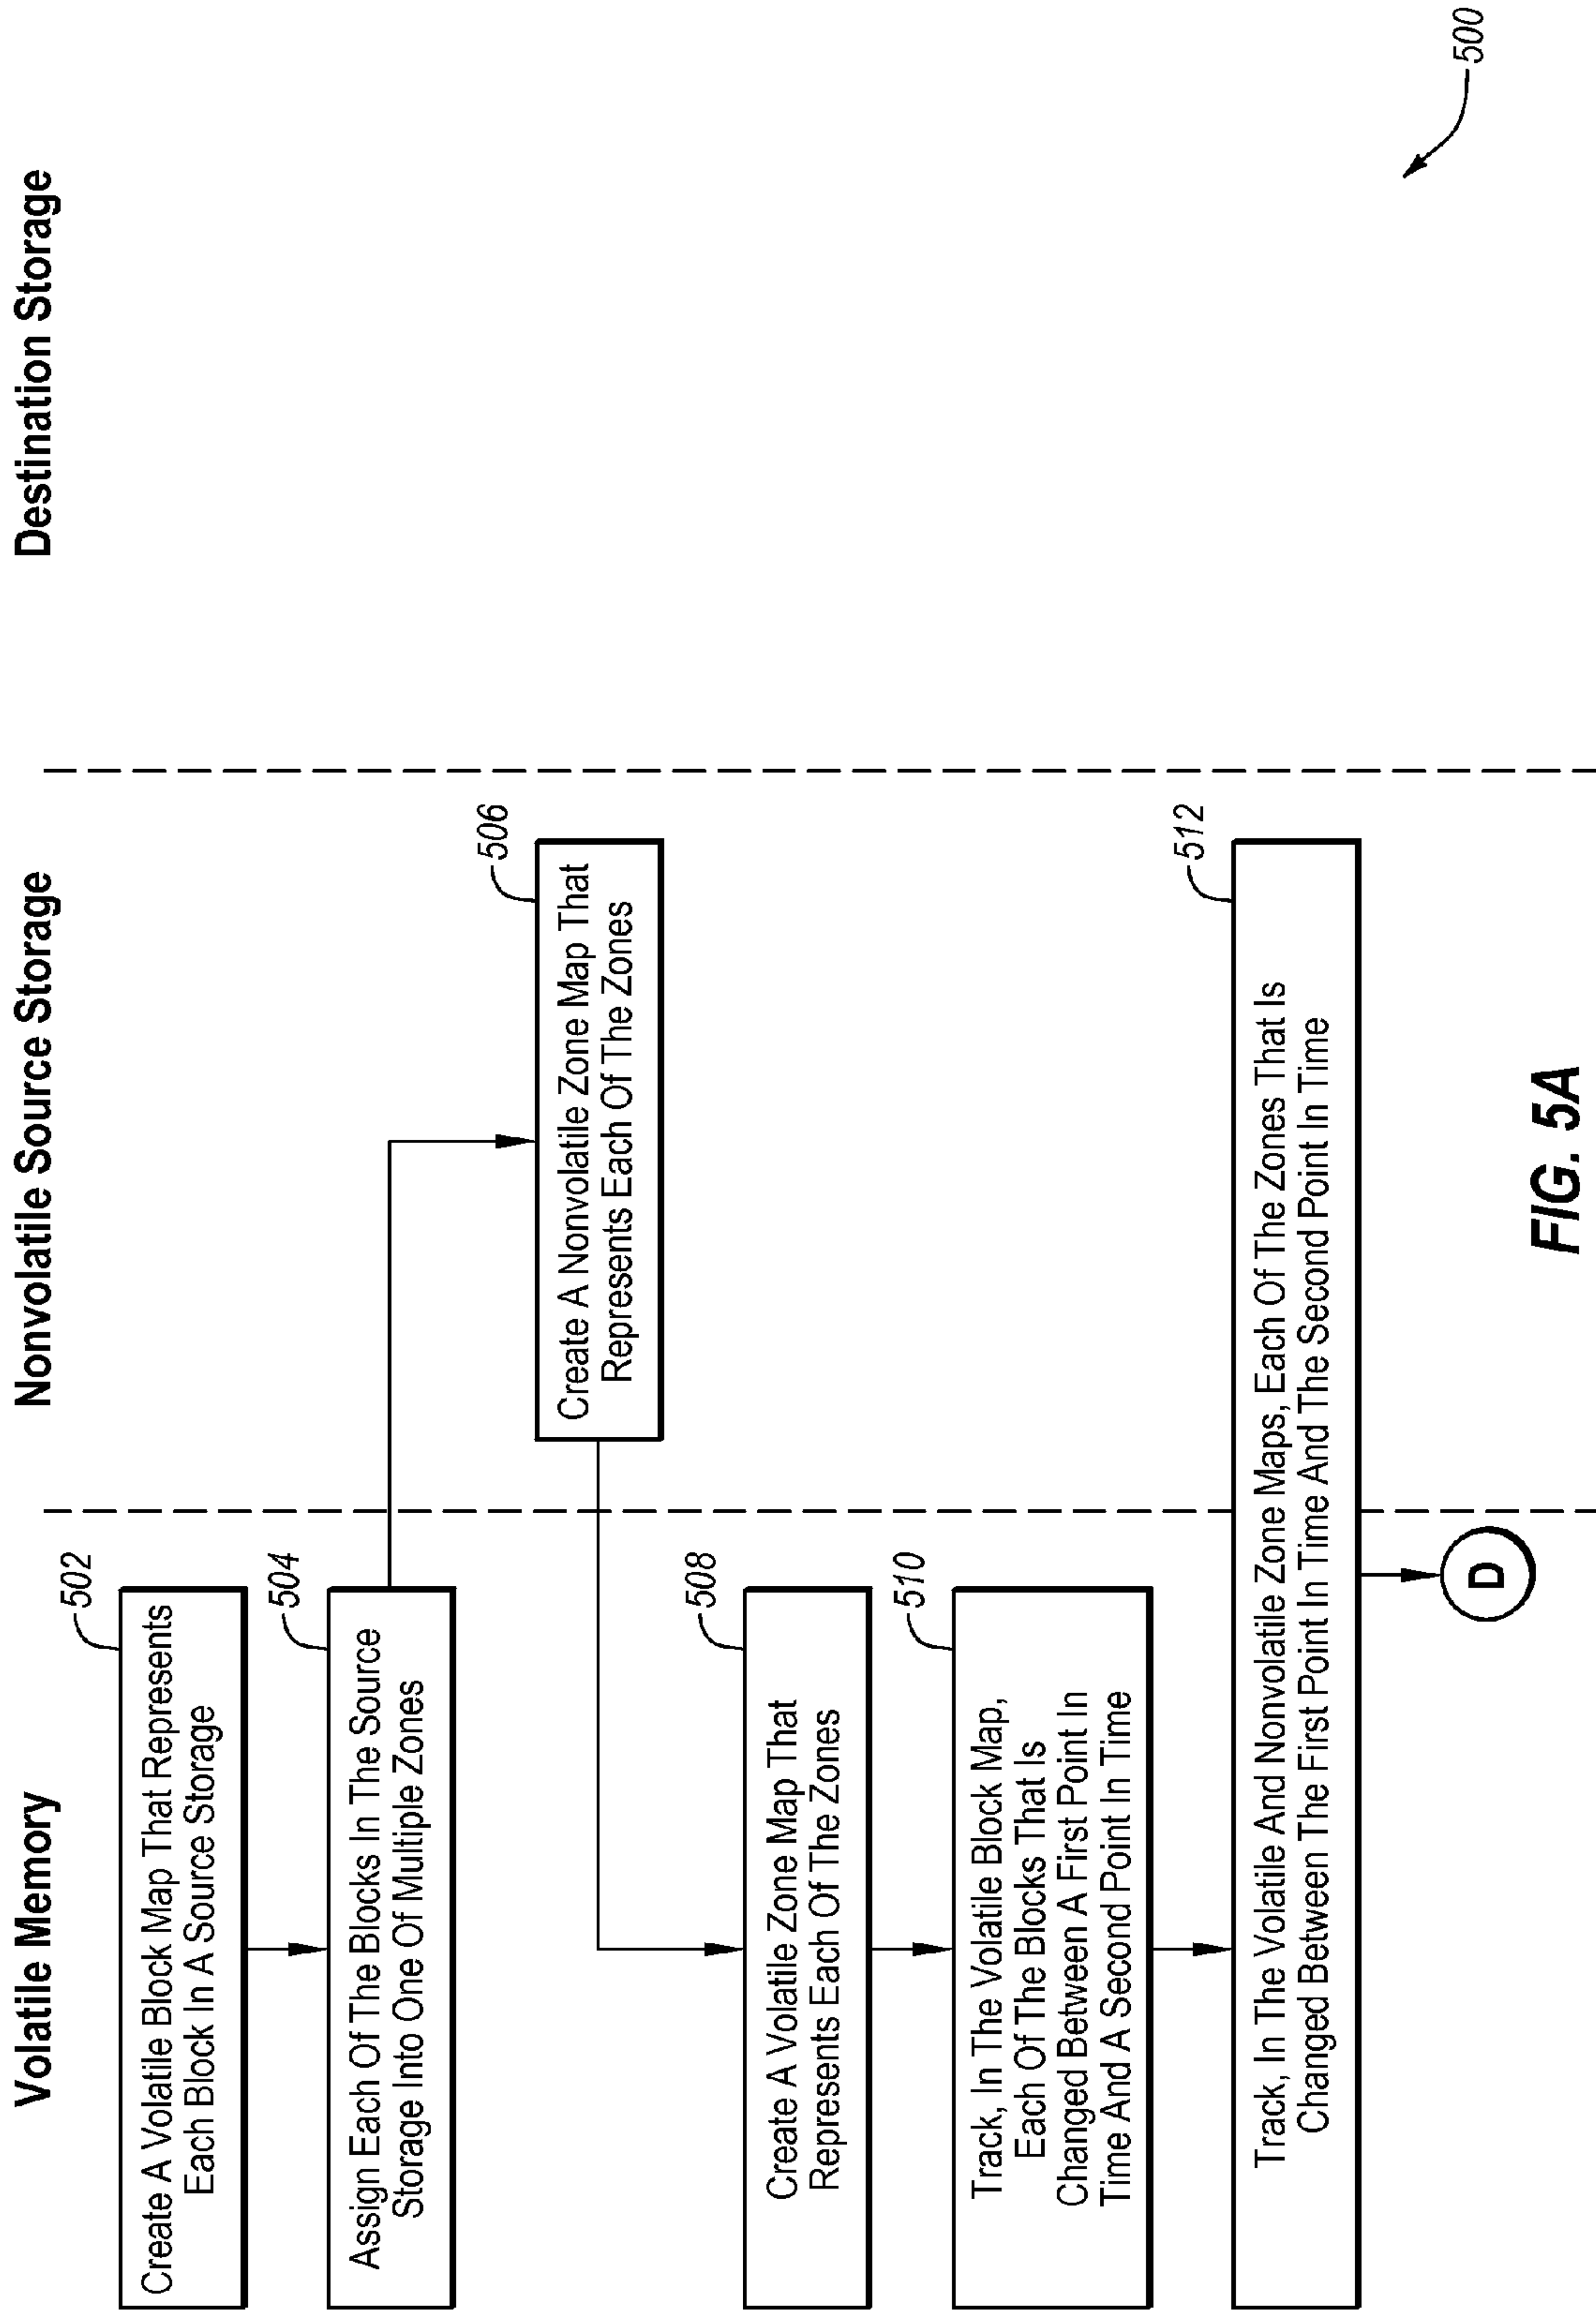 Volatile Memory
Nonvolatile Source Storage
Destination Storage
502
Create A Volatile Block Map That Represents
Each Block In A Source Storage
504
Assign Each Of The Blocks In The Source
Storage Into One Of Multiple Zones
506
Create A Nonvolatile Zone Map That
Represents Each Of The Zones
508
Create A Volatile Zone Map That
Represents Each Of The Zones
510
Track, In The Volatile Block Map,
Each Of The Blocks That Is
Changed Between A First Point In
Time And A Second Point In Time
512
Track, In The Volatile And Nonvolatile Zone Maps, Each Of The Zones That Is
Changed Between The First Point In Time And The Second Point In Time
D
500
FIG. 5A